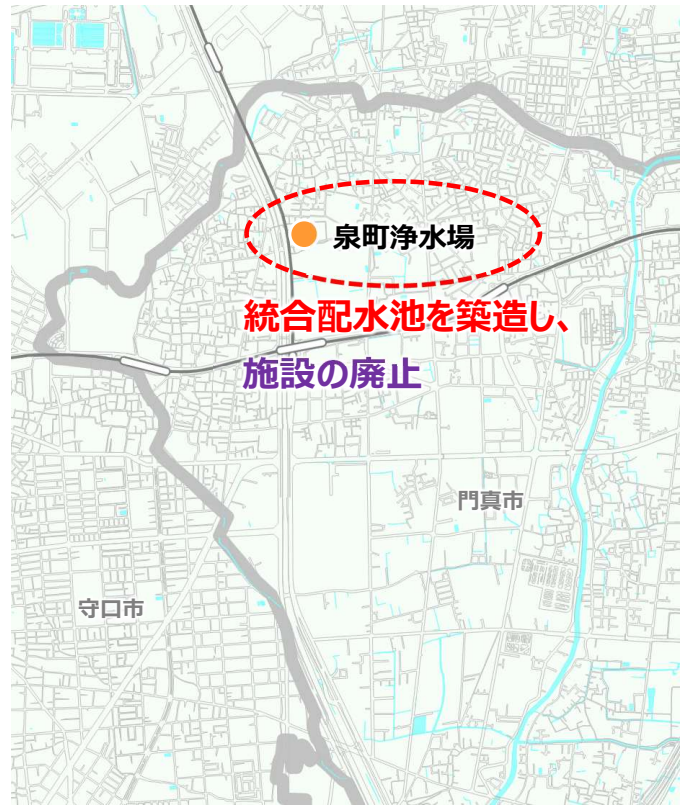 泉町浄水場
統合配水池を築造し、
施設の廃止
門真市
守口市